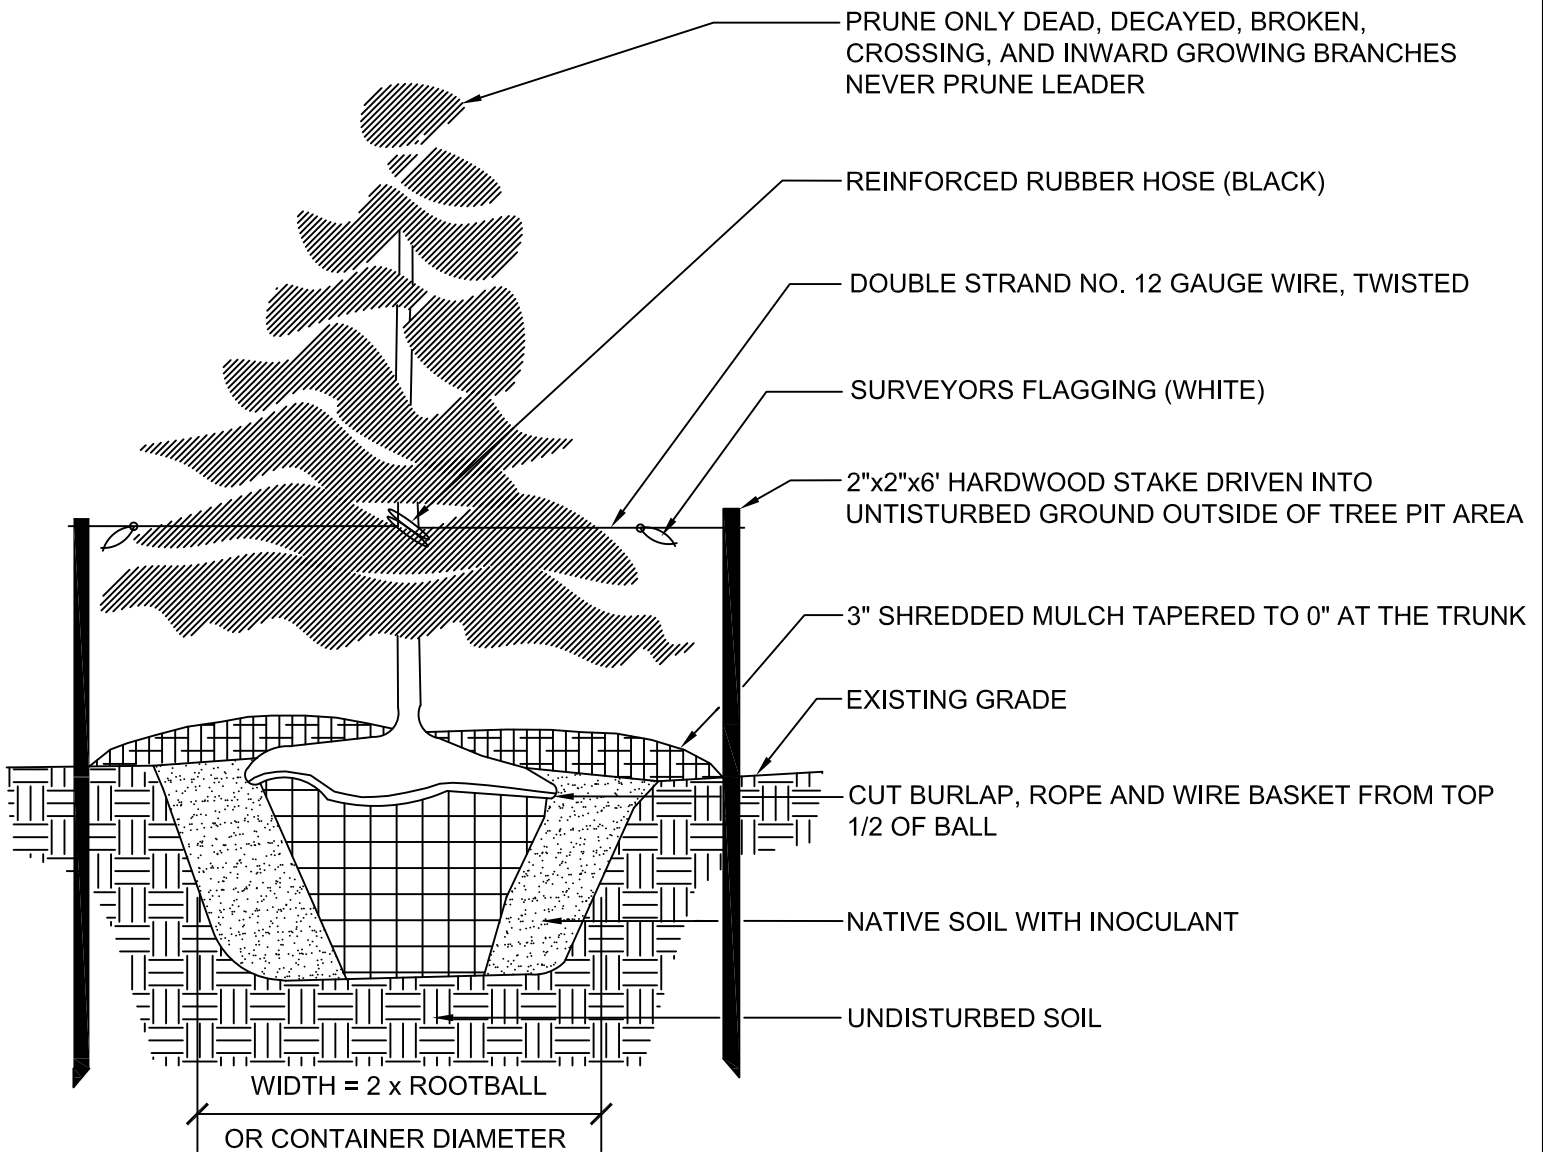 PRUNE ONLY DEAD, DECAYED, BROKEN,
CROSSING, AND INWARD GROWING BRANCHES
NEVER PRUNE LEADER
REINFORCED RUBBER HOSE (BLACK)
DOUBLE STRAND NO. 12 GAUGE WIRE, TWISTED
SURVEYORS FLAGGING (WHITE)
2"x2"x6' HARDWOOD STAKE DRIVEN INTO
UNTISTURBED GROUND OUTSIDE OF TREE PIT AREA
3" SHREDDED MULCH TAPERED TO 0" AT THE TRUNK
EXISTING GRADE
CUT BURLAP, ROPE AND WIRE BASKET FROM TOP
1/2 OF BALL
NATIVE SOIL WITH INOCULANT
UNDISTURBED SOIL
WIDTH = 2 x ROOTBALL
OR CONTAINER DIAMETER